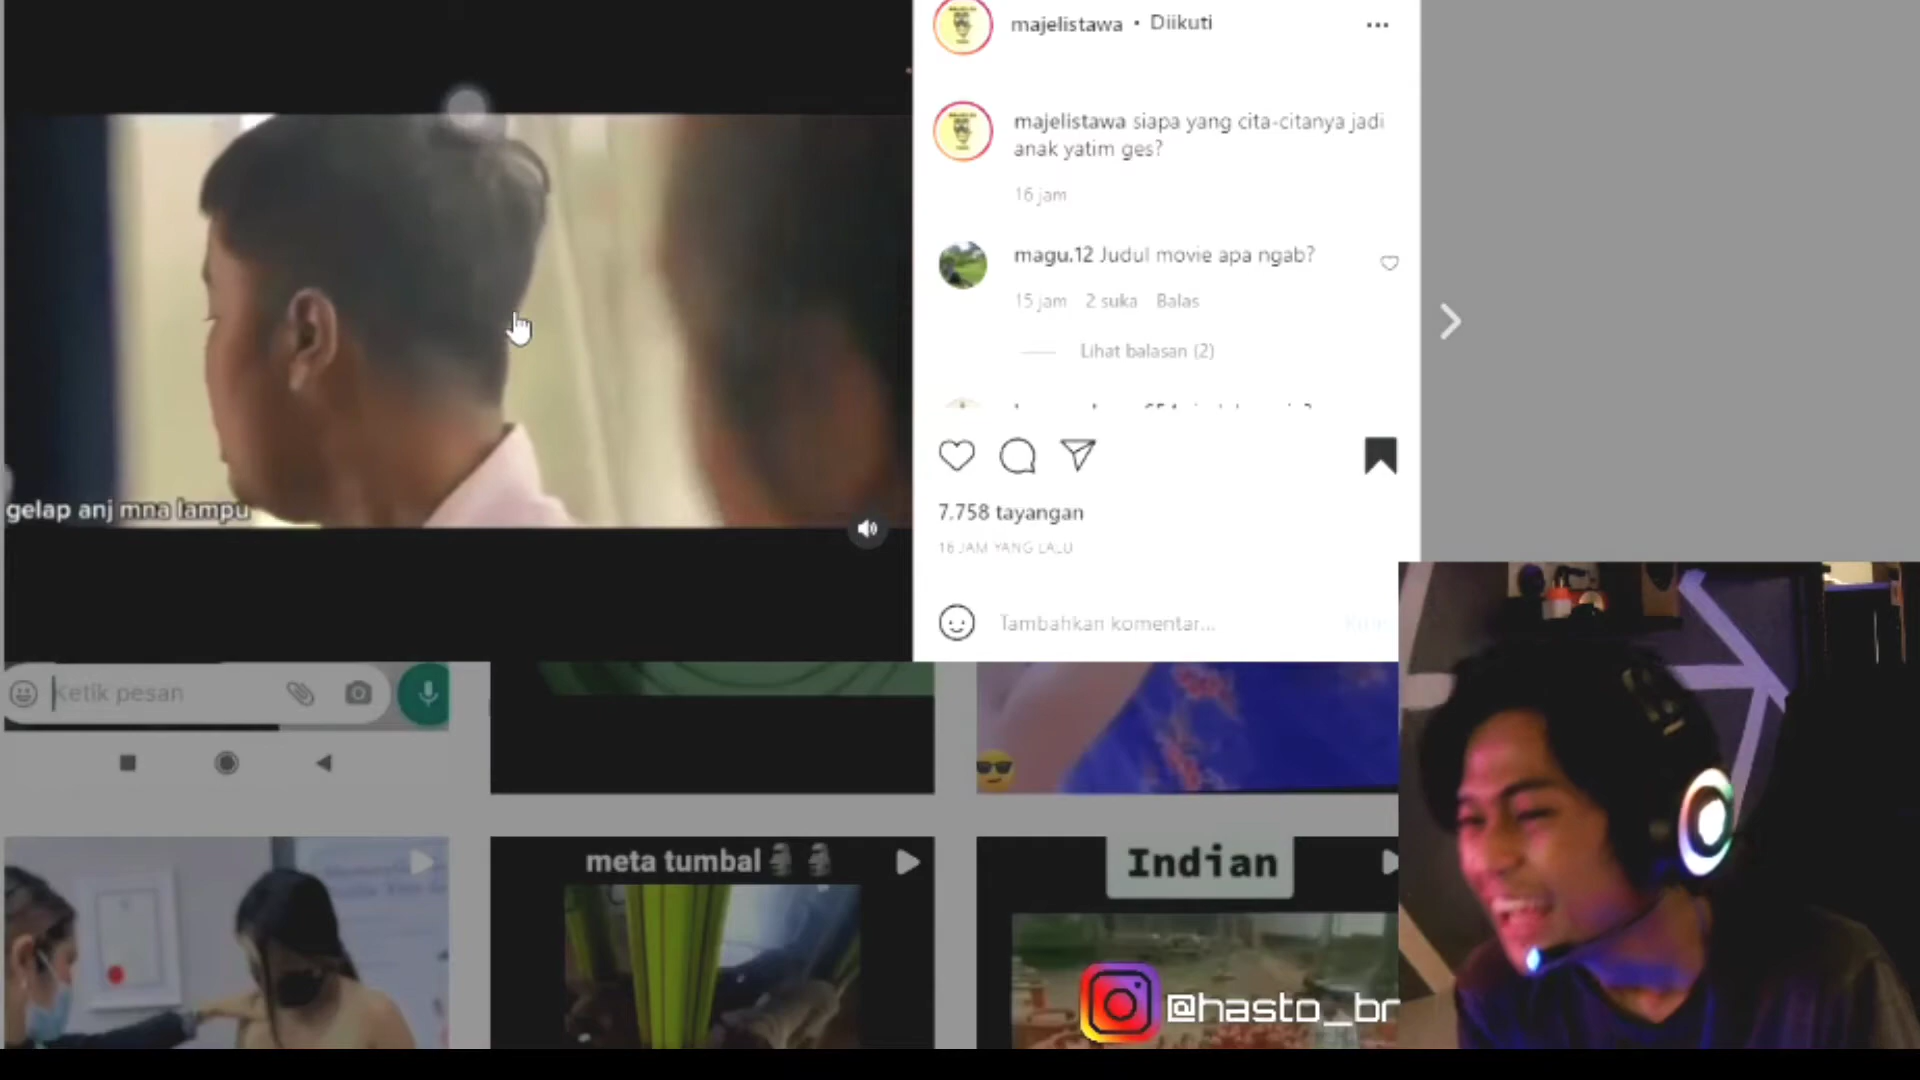 majelistawa • Diikuti
majelistawa siapa yang cita-citanya jadi
anak yatim ges?
16 jam
magu.12 Judul movie apa ngab?
15 jam 2 suka Balas
Lihat balasan (2)
gelap anj mna lampu
7.758 tayangan
16 JAM YANG LALU
Tambahkan komentar...
Ketik pesan
meta tumbal
Indian
@hasto_br